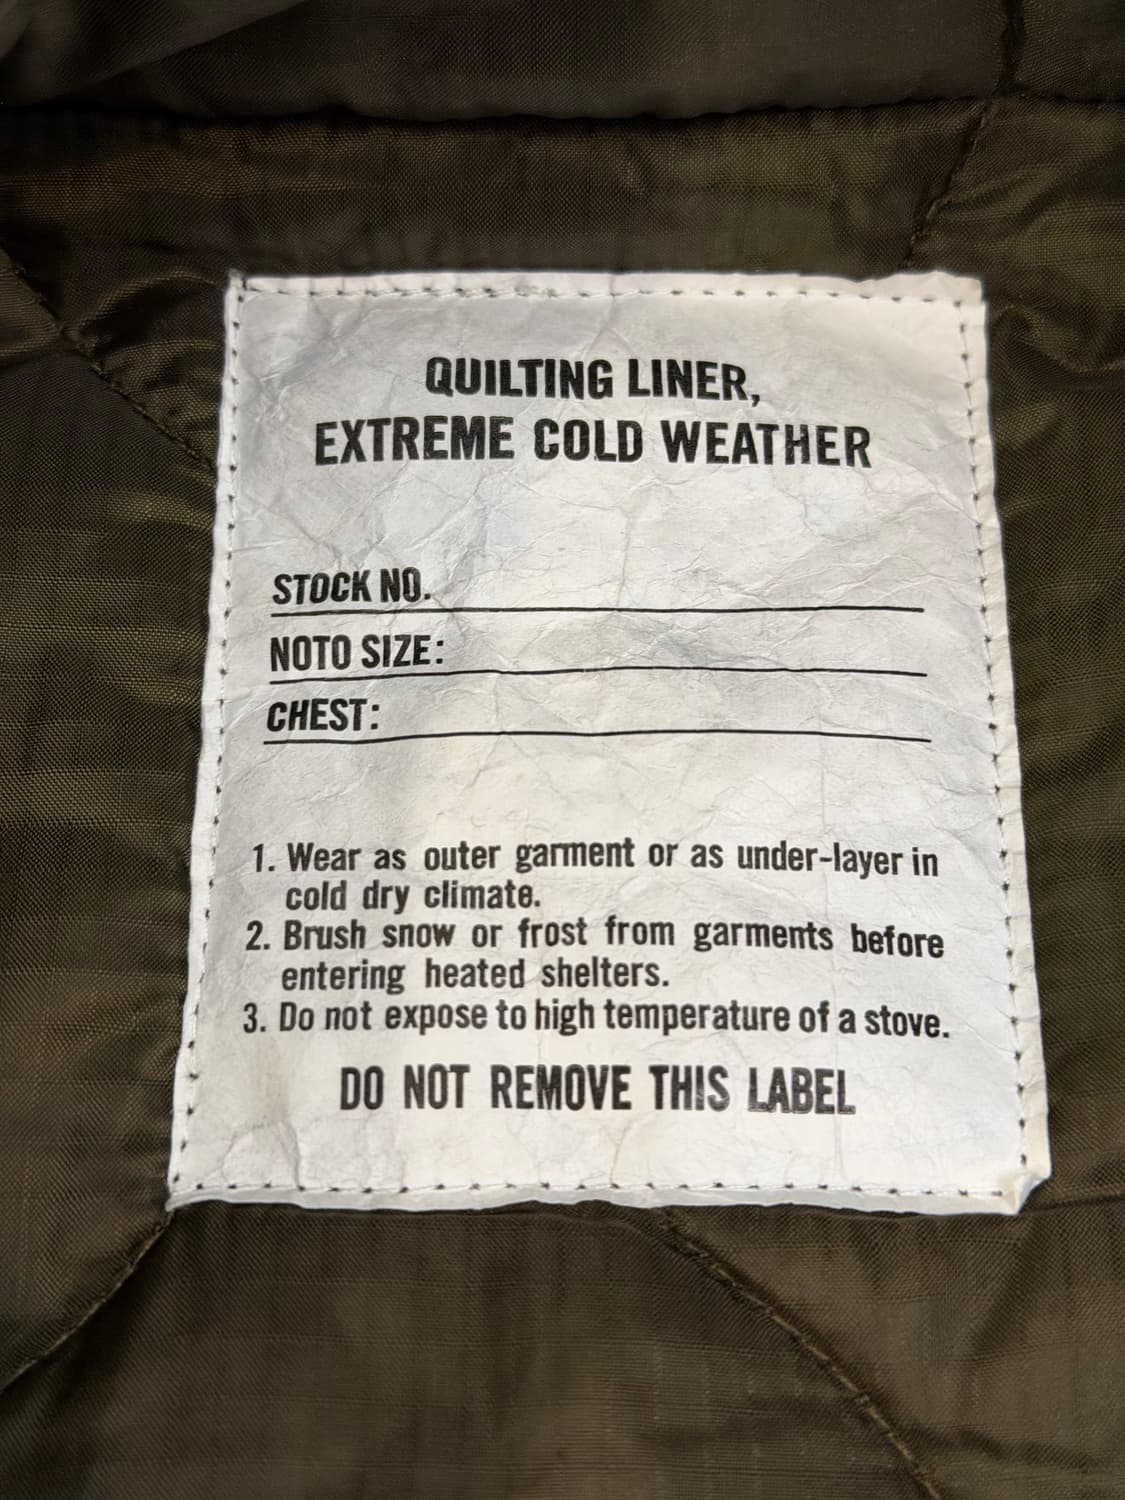 QUILTING LINER,
EXTREME COLD WEATHER
STOCK NO.
NOTO SIZE:
CHEST:
1. Wear as outer garment or as under-layer in
cold dry climate.
2. Brush snow or frost from garments before
entering heated shelters.
3. Do not expose to high temperature of a stove.
DO NOT REMOVE THIS LABEL